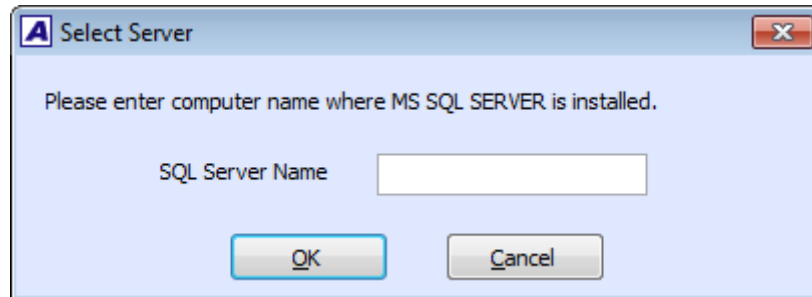 A Select Server
Please enter computer name where MS SQL SERVER is installed.
SQL Server Name
OK Cancel